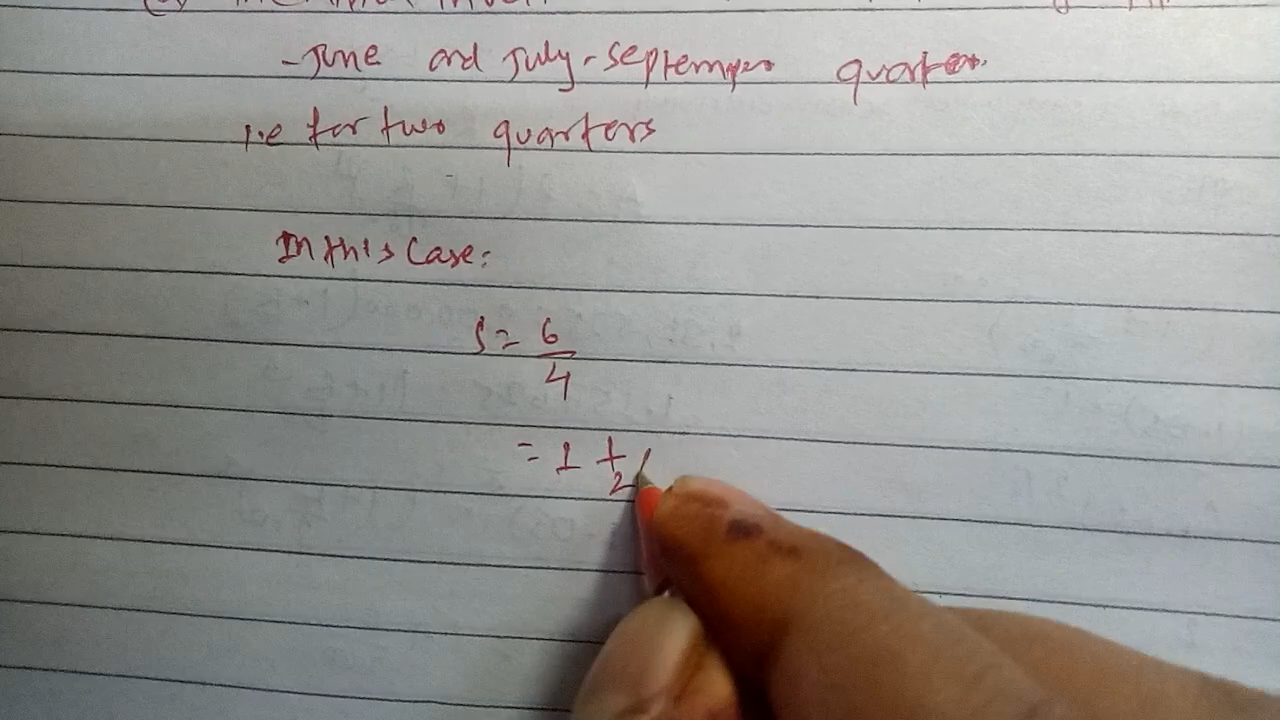 -June and July-September quarter.
i.e for two quarters
In this case:
S = 6
4
= 1 1
2